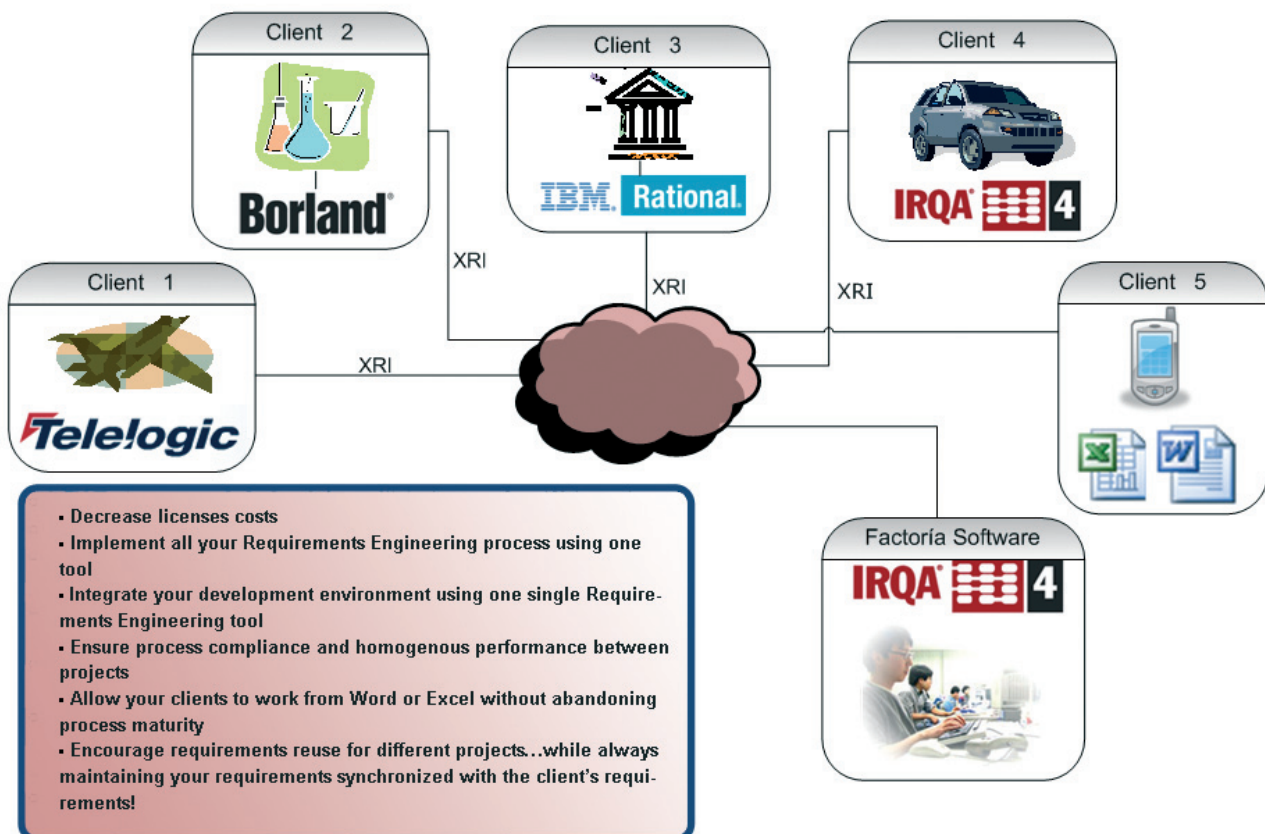 Client 2
Borland®
Client 3
IBM. Rational.
Client 4
IRQA® 4
Client 1
Telelogic
Client 5
X
W
XRI
XRI
XRI
XRI
Factoría Software
IRQA® 4
▪ Decrease licenses costs
▪ Implement all your Requirements Engineering process using one
tool
▪ Integrate your development environment using one single Require-
ments Engineering tool
▪ Ensure process compliance and homogenous performance between
projects
▪ Allow your clients to work from Word or Excel without abandoning
process maturity
▪ Encourage requirements reuse for different projects...while always
maintaining your requirements synchronized with the client's requi-
rements!